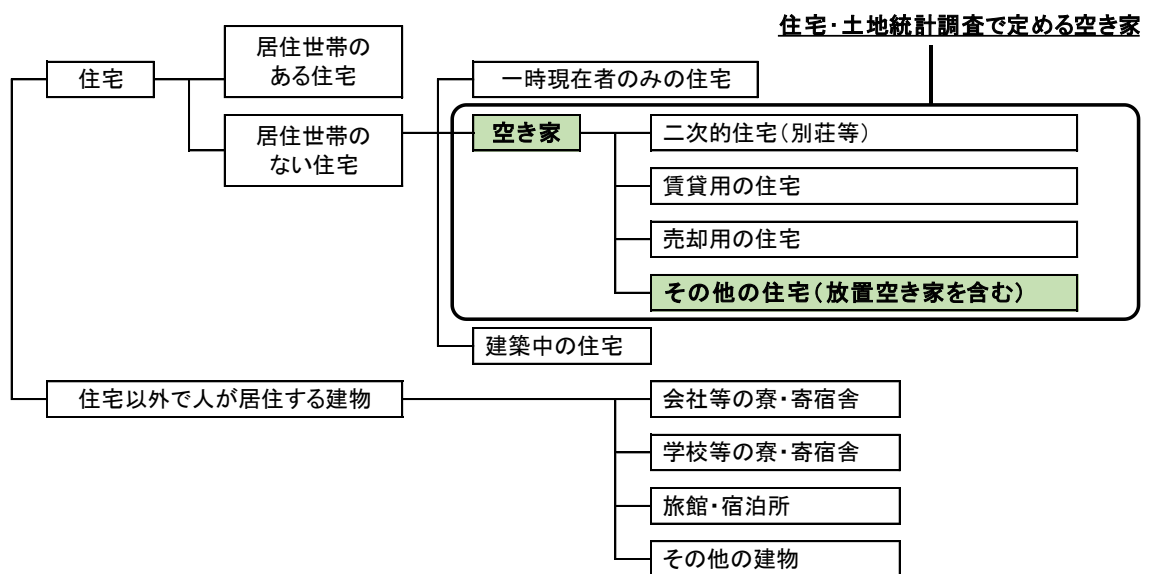 住宅・土地統計調査で定める空き家
住宅
居住世帯の
ある住宅
居住世帯の
ない住宅
一時現在者のみの住宅
空き家
二次的住宅（別荘等）
賃貸用の住宅
売却用の住宅
その他の住宅（放置空き家を含む）
建築中の住宅
住宅以外で人が居住する建物
会社等の寮・寄宿舎
学校等の寮・寄宿舎
旅館・宿泊所
その他の建物